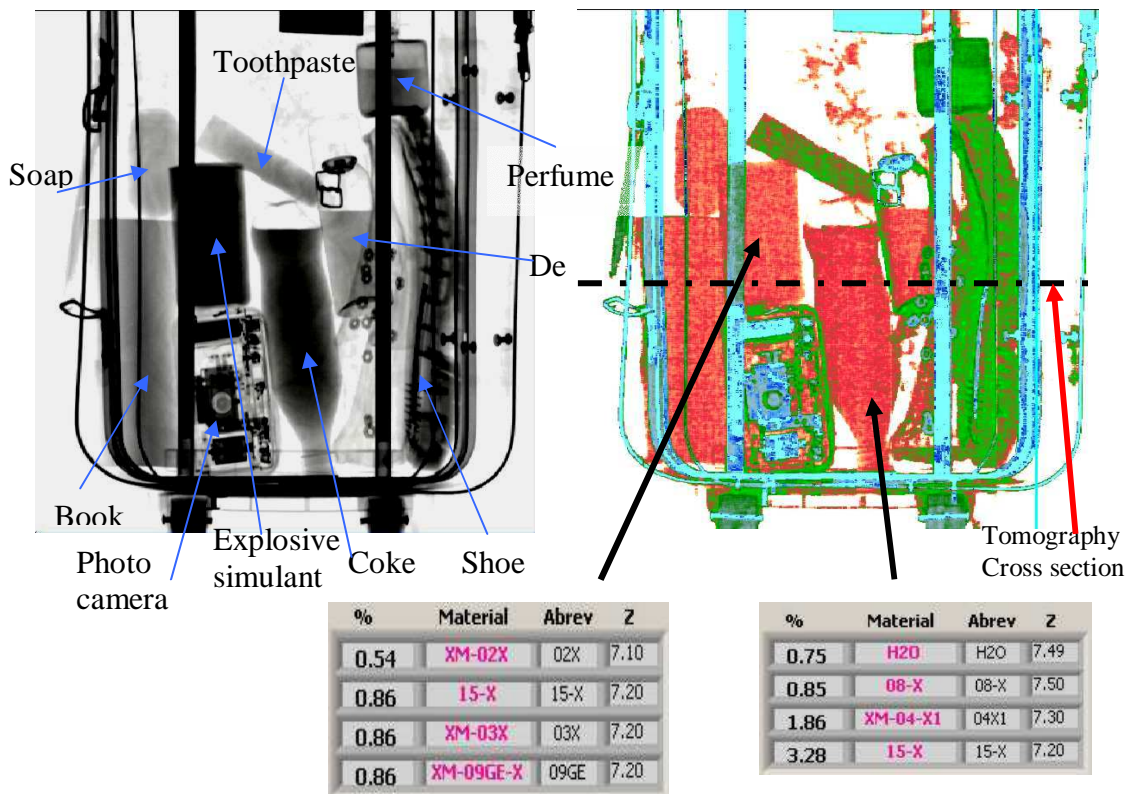 Toothpaste
Soap
Perfume
De
Book
Photo
camera
Explosive
simulant
Coke
Shoe
Tomography
Cross section
% Material Abrev Z
0.54 XM-02X 02X 7.10
0.86 15-X 15-X 7.20
0.86 XM-03X 03X 7.20
0.86 XM-09GE-X 09GE 7.20
% Material Abrev Z
0.75 H2O H2O 7.49
0.85 08-X 08-X 7.50
1.86 XM-04-X1 04X1 7.30
3.28 15-X 15-X 7.20